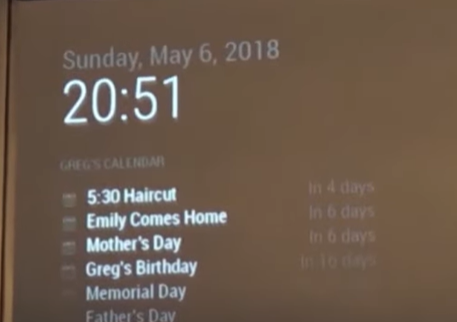 Sunday, May 6, 2018
20:51
GREG'S CALENDAR
5:30 Haircut In 4 days
Emily Comes Home In 6 days
Mother's Day In 6 days
Greg's Birthday In 16 days
Memorial Day
Father's Day